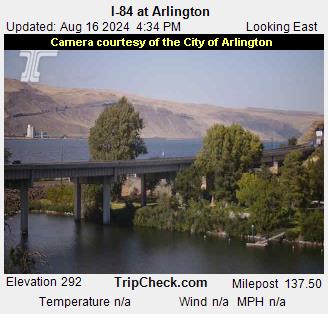 I-84 at Arlington
Updated: Aug 16 2024 4:34 PM Looking East
Camera courtesy of the City of Arlington
Elevation 292 TripCheck.com Milepost 137.50
Temperature n/a Wind n/a MPH n/a